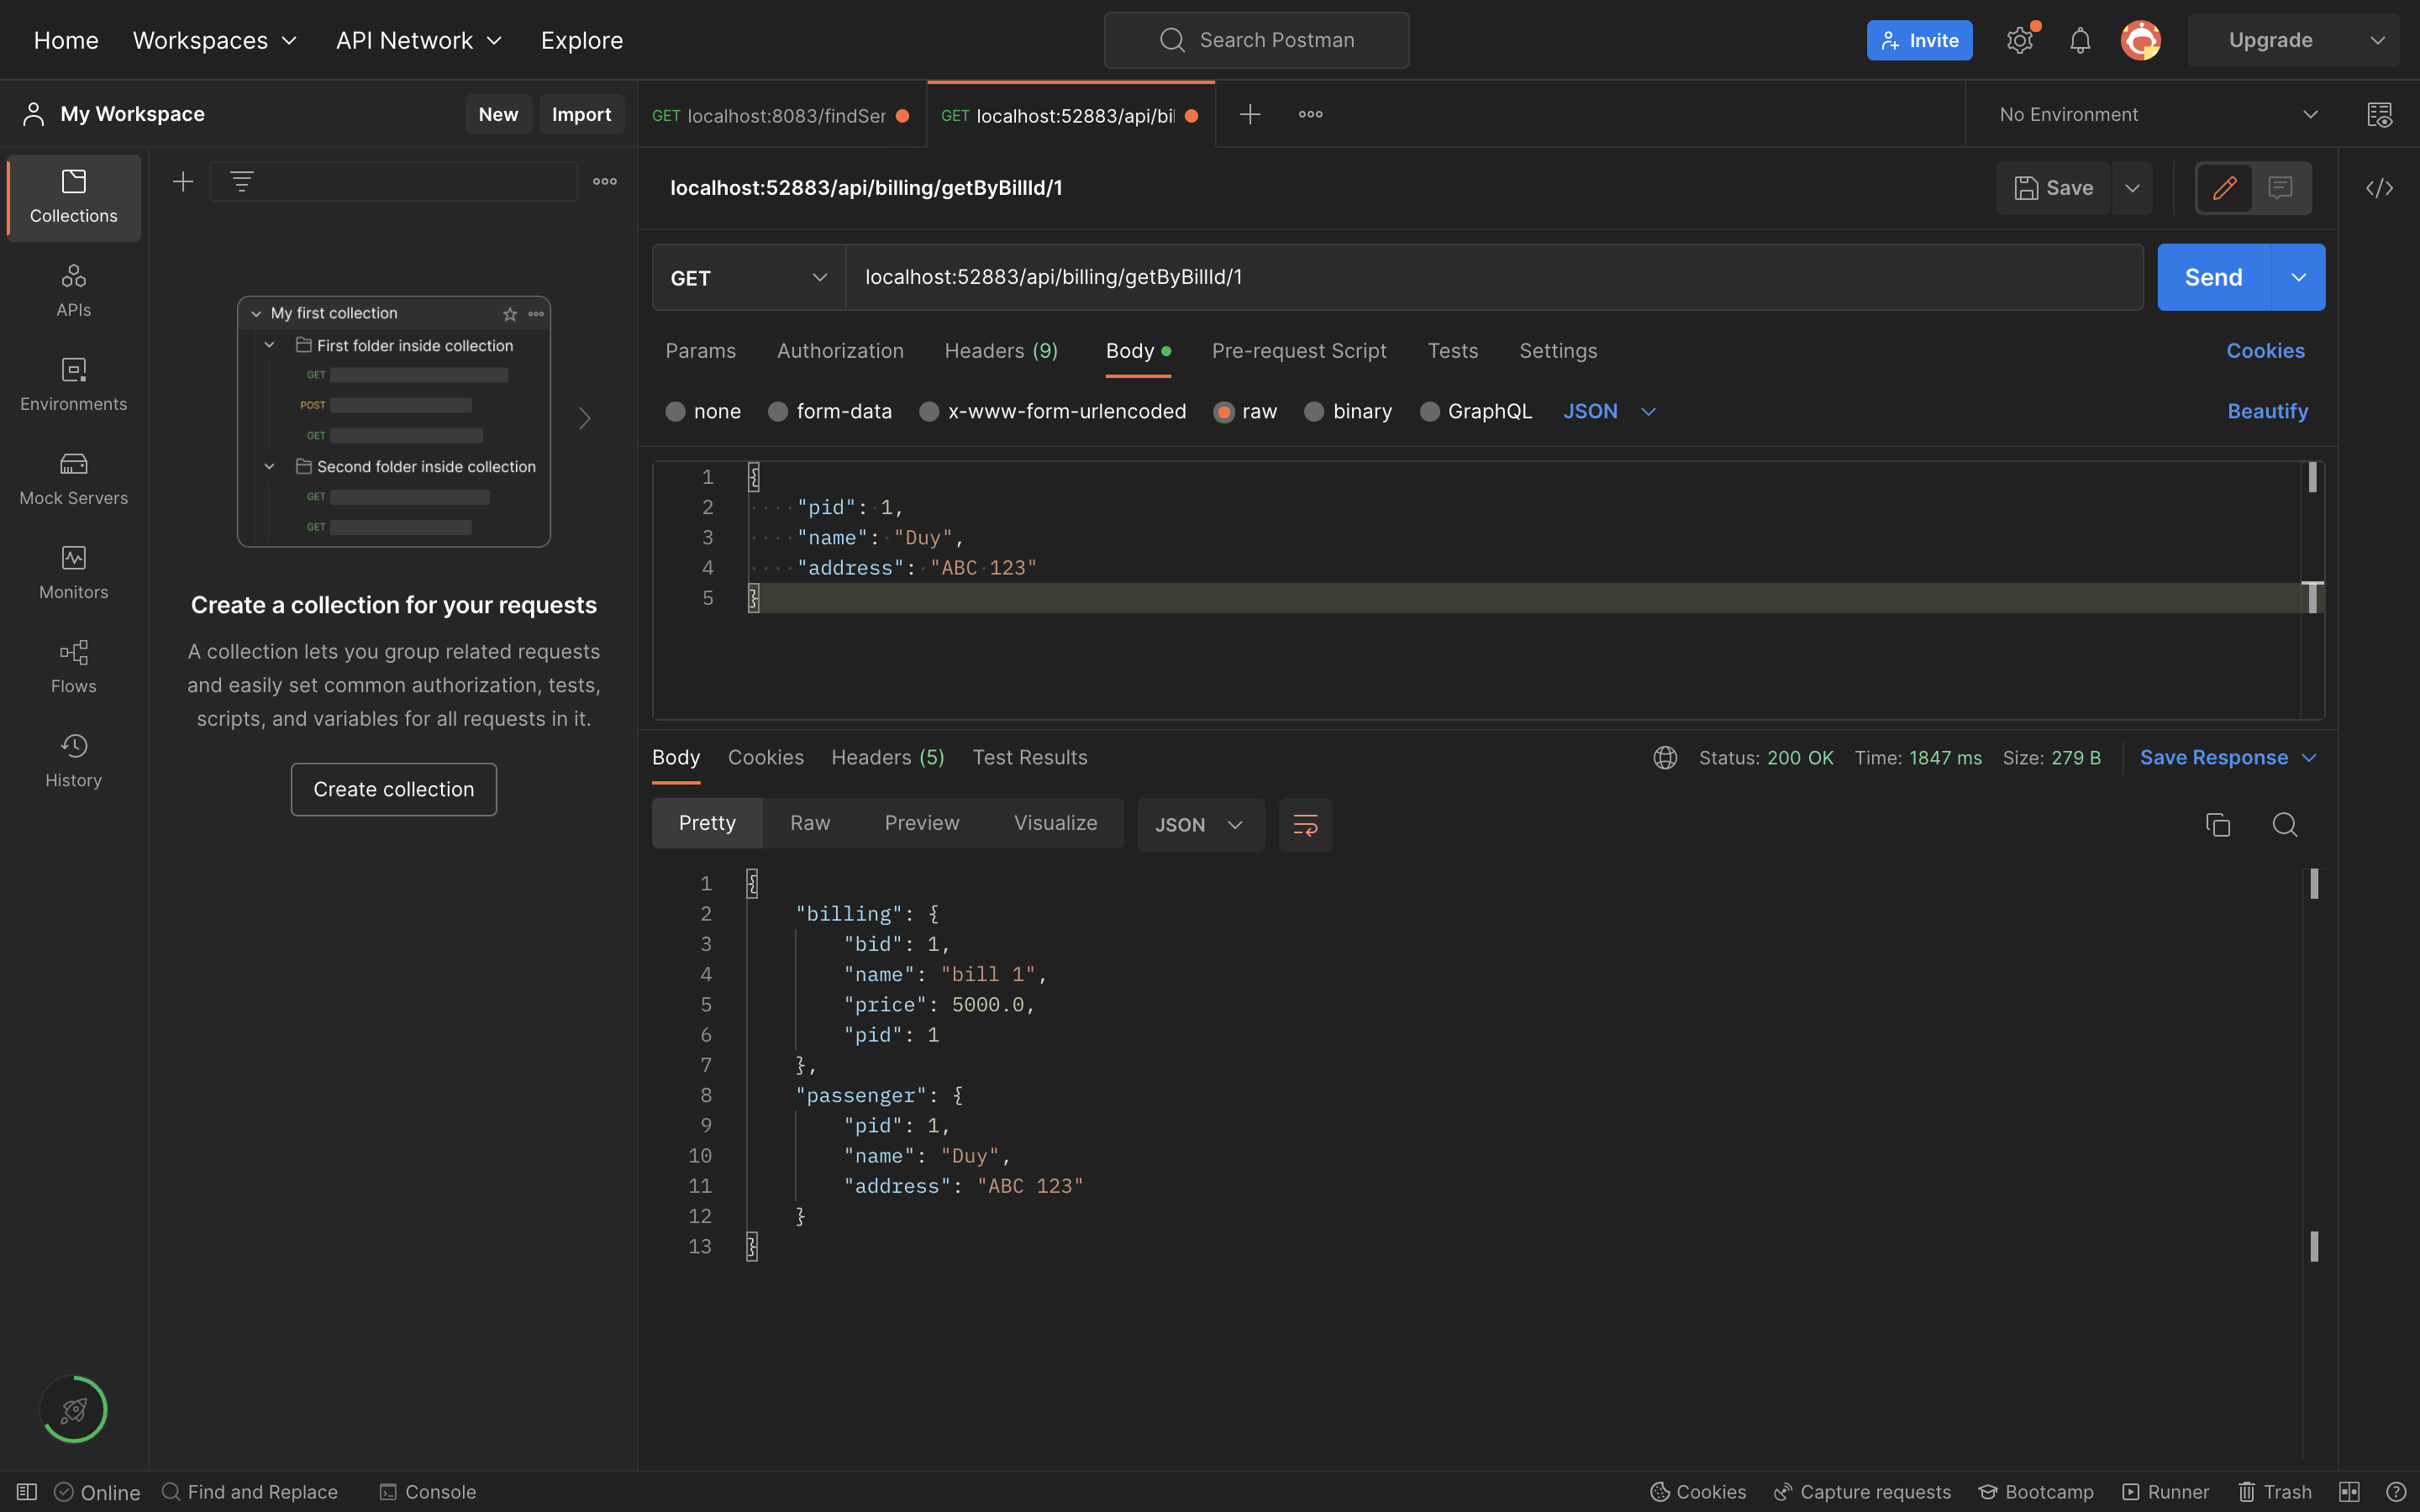 Home Workspaces API Network Explore Search Postman Invite Upgrade
My Workspace New Import
GET localhost:8083/findSer GET localhost:52883/api/bil No Environment
Collections
APIs
Environments
Mock Servers
Monitors
Flows
History
My first collection
First folder inside collection
GET
POST
GET
Second folder inside collection
GET
GET
Create a collection for your requests
A collection lets you group related requests
and easily set common authorization, tests,
scripts, and variables for all requests in it.
Create collection
localhost:52883/api/billing/getByBillId/1 Save
GET localhost:52883/api/billing/getByBillId/1 Send
Params Authorization Headers (9) Body Pre-request Script Tests Settings Cookies
none form-data x-www-form-urlencoded raw binary GraphQL JSON Beautify
1 {
2 "pid": 1,
3 "name": "Duy",
4 "address": "ABC 123"
5 }
Body Cookies Headers (5) Test Results Status: 200 OK Time: 1847 ms Size: 279 B Save Response
Pretty Raw Preview Visualize JSON
1 {
2 "billing": {
3 "bid": 1,
4 "name": "bill 1",
5 "price": 5000.0,
6 "pid": 1
7 },
8 "passenger": {
9 "pid": 1,
10 "name": "Duy",
11 "address": "ABC 123"
12 }
13 }
Online Find and Replace Console Cookies Capture requests Bootcamp Runner Trash